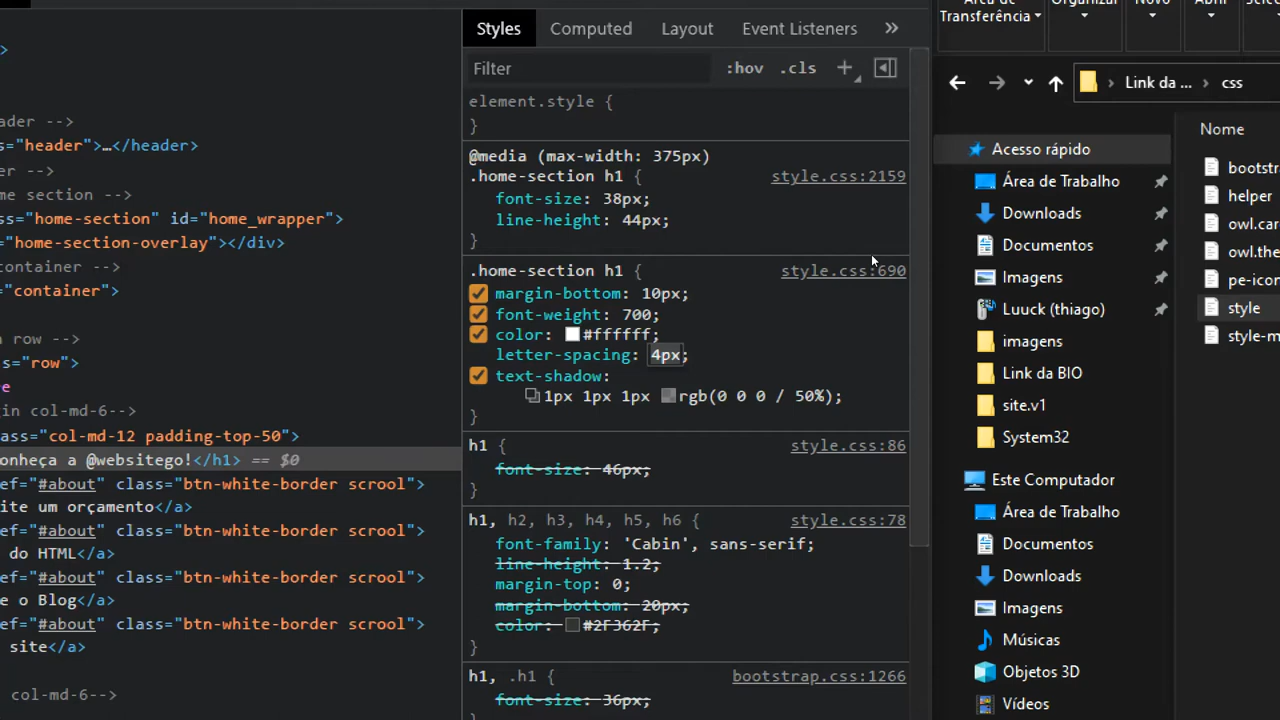 >
ader -->
s="header">…</header>
er -->
me section -->
ss="home-section" id="home_wrapper">
"home-section-overlay"></div>
container -->
"container">
row -->
s="row">
e
gin col-md-6-->
ass="col-md-12 padding-top-50">
onheça a @websitego!</h1> == $0
ef="#about" class="btn-white-border scrool">
ite um orçamento</a>
ef="#about" class="btn-white-border scrool">
do HTML</a>
ef="#about" class="btn-white-border scrool">
e o Blog</a>
ef="#about" class="btn-white-border scrool">
site</a>
col-md-6-->
Styles Computed Layout Event Listeners »
Filter :hov .cls +
element.style {
}
@media (max-width: 375px)
.home-section h1 { style.css:2159
font-size: 38px;
line-height: 44px;
}
.home-section h1 { style.css:690
margin-bottom: 10px;
font-weight: 700;
color: #ffffff;
letter-spacing: 4px;
text-shadow:
1px 1px 1px rgb(0 0 0 / 50%);
}
h1 { style.css:86
font-size: 46px;
}
h1, h2, h3, h4, h5, h6 { style.css:78
font-family: 'Cabin', sans-serif;
line-height: 1.2;
margin-top: 0;
margin-bottom: 20px;
color: #2F362F;
}
h1, .h1 { bootstrap.css:1266
font-size: 36px;
Área de
Transferência
Organizar
Novo
Abrir
Link da ... › css
Nome
Acesso rápido
Área de Trabalho
Downloads
Documentos
Imagens
Luuck (thiago)
imagens
Link da BIO
site.v1
System32
Este Computador
Área de Trabalho
Documentos
Downloads
Imagens
Músicas
Objetos 3D
Vídeos
bootstr
helper
owl.car
owl.the
pe-icon
style
style-m